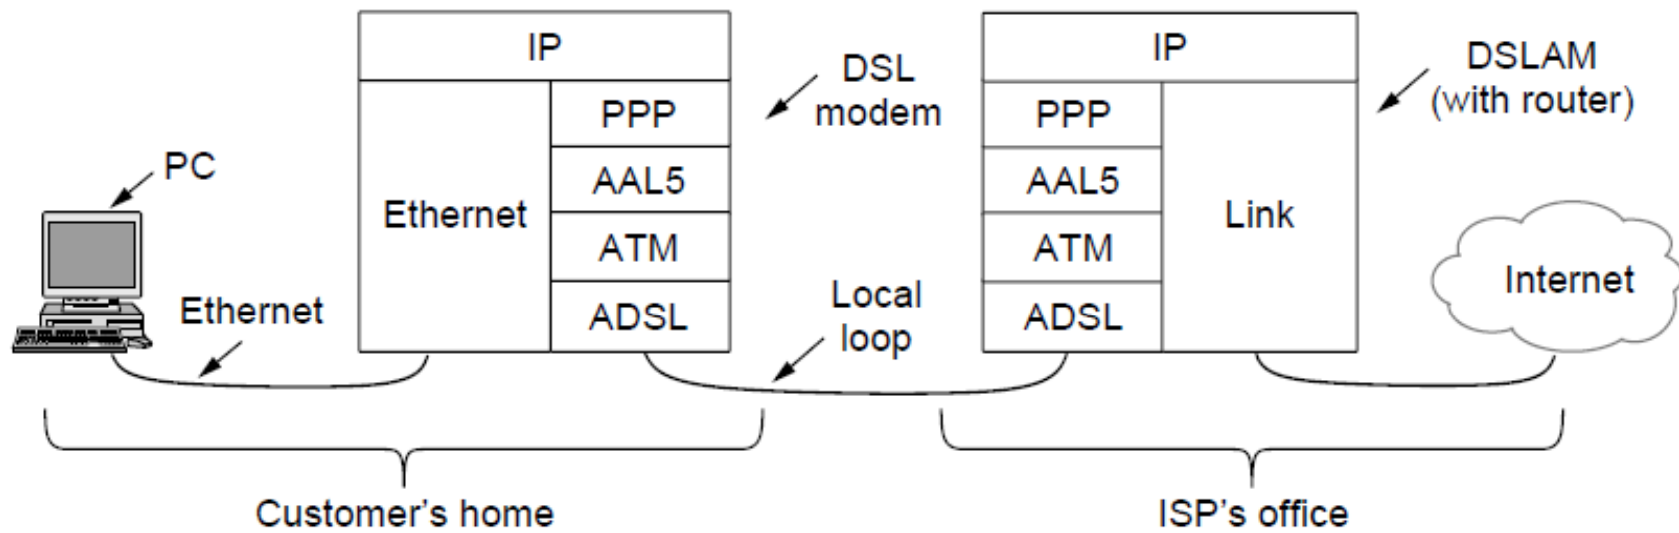 IP
DSL
modem
PPP
AAL5
ATM
ADSL
Ethernet
PC
Ethernet
Local
loop
IP
PPP
AAL5
ATM
ADSL
Link
DSLAM
(with router)
Internet
Customer's home
ISP's office